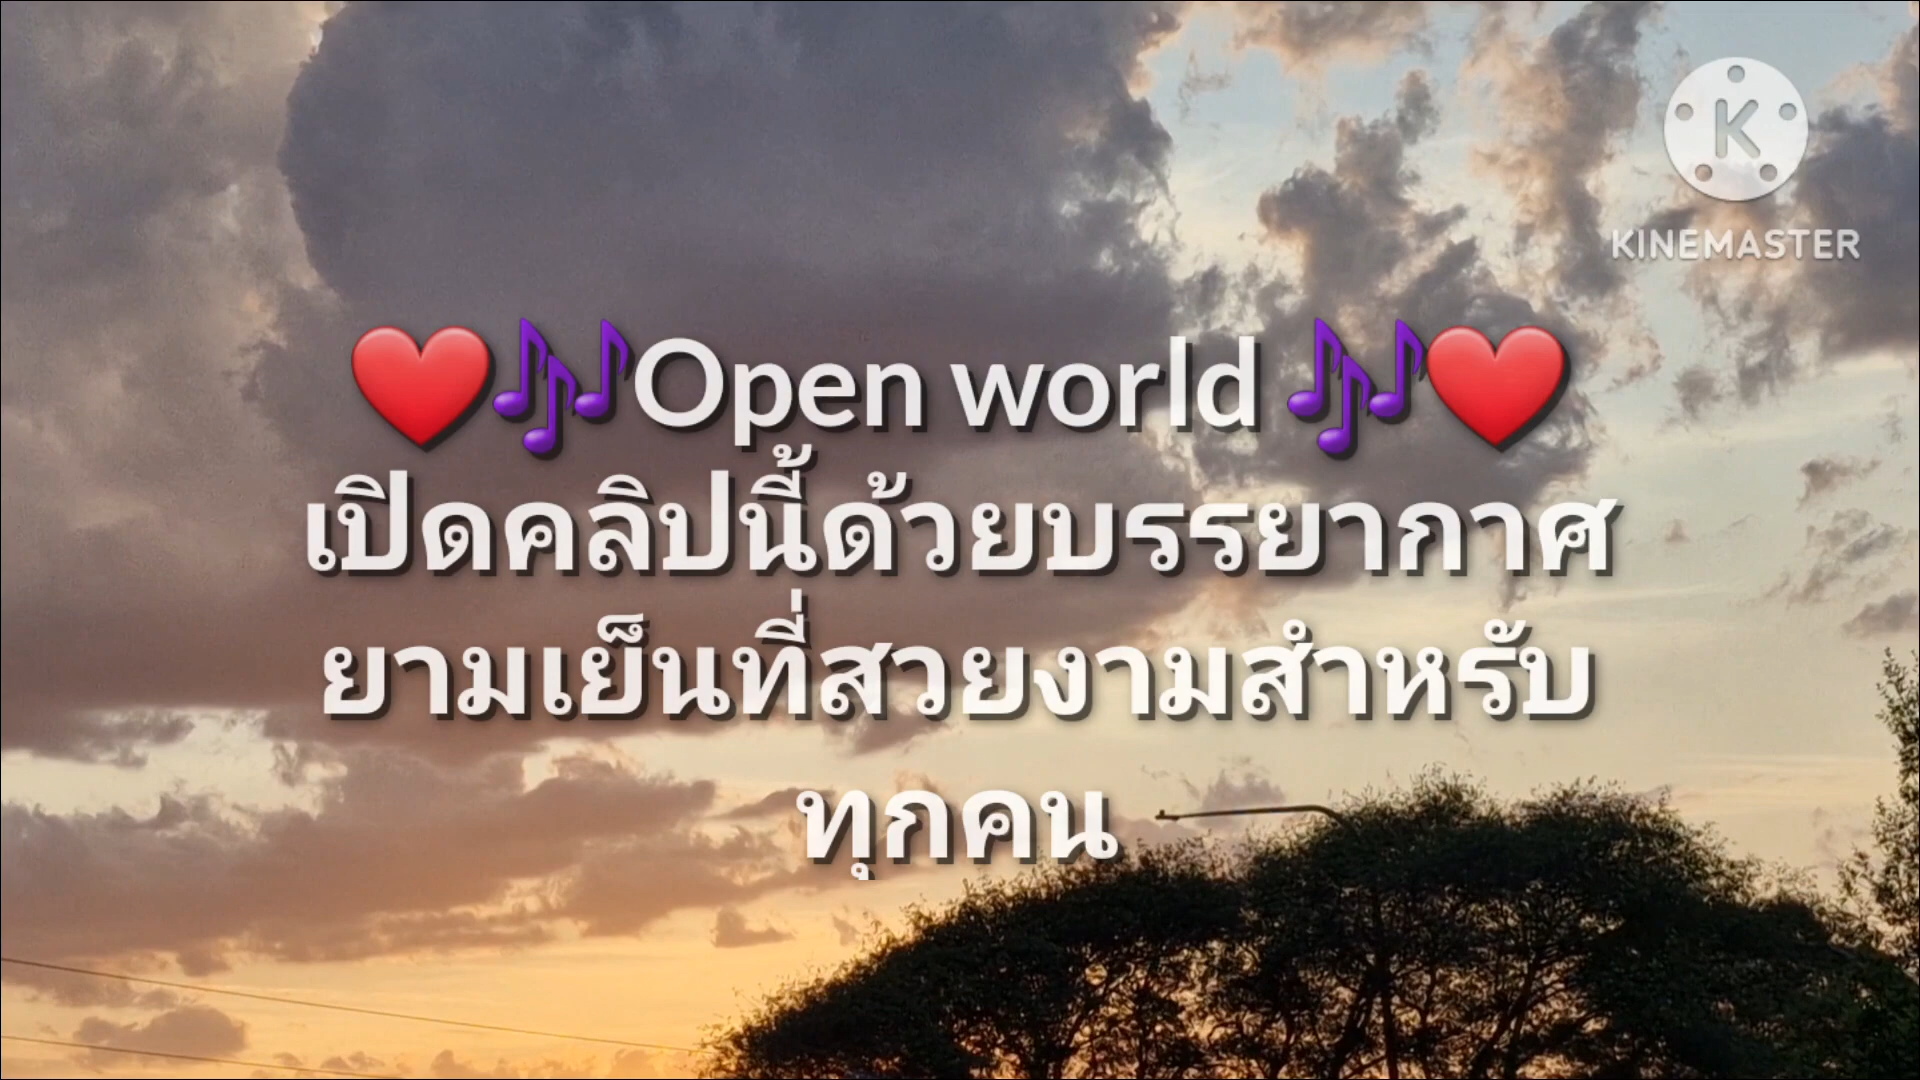 KINEMASTER
❤️🎶Open world 🎶❤️
เปิดคลิปนี้ด้วยบรรยากาศ
ยามเย็นที่สวยงามสำหรับ
ทุกคน